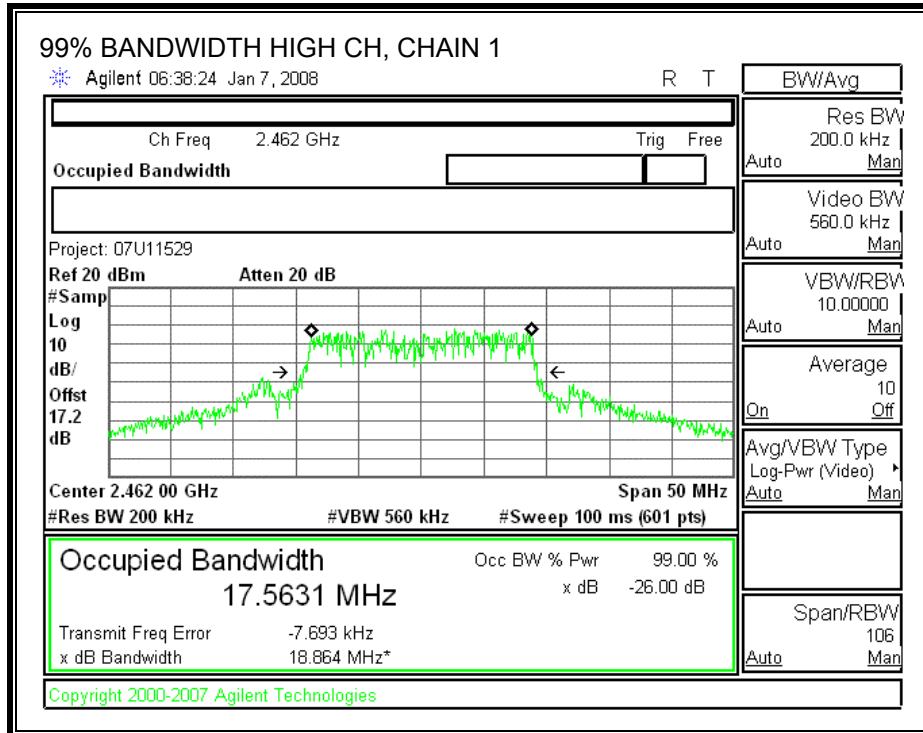 99% BANDWIDTH HIGH CH, CHAIN 1
Agilent 06:38:24 Jan 7, 2008
R T
BW/Avg
Ch Freq 2.462 GHz
Trig Free
Occupied Bandwidth
Res BW
200.0 kHz
Auto Man
Video BW
560.0 kHz
Auto Man
Project: 07U11529
Ref 20 dBm Atten 20 dB
#Samp
Log
10
dB/
Offst
17.2
dB
VBW/RBW
10.00000
Auto Man
Average
10
On Off
Avg/VBW Type
Log-Pwr (Video)
Auto Man
Center 2.462 00 GHz Span 50 MHz
#Res BW 200 kHz #VBW 560 kHz #Sweep 100 ms (601 pts)
Occupied Bandwidth
17.5631 MHz
Occ BW % Pwr 99.00 %
x dB -26.00 dB
Transmit Freq Error -7.693 kHz
x dB Bandwidth 18.864 MHz*
Span/RBW
106
Auto Man
Copyright 2000-2007 Agilent Technologies